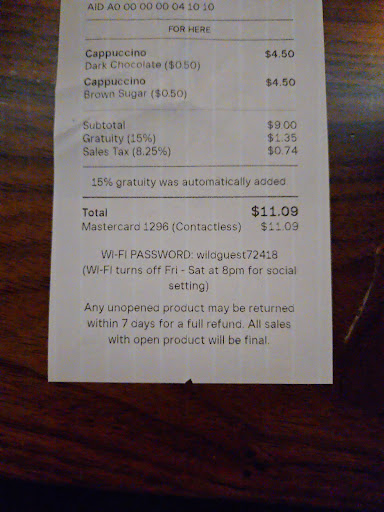 AID A0 00 00 00 04 10 10
FOR HERE
Cappuccino $4.50
Dark Chocolate ($0.50)
Cappuccino $4.50
Brown Sugar ($0.50)
Subtotal $9.00
Gratuity (15%) $1.35
Sales Tax (8.25%) $0.74
15% gratuity was automatically added
Total $11.09
Mastercard 1296 (Contactless) $11.09
WI-FI PASSWORD: wildguest72418
(WI-FI turns off Fri - Sat at 8pm for social
setting)
Any unopened product may be returned
within 7 days for a full refund. All sales
with open product will be final.